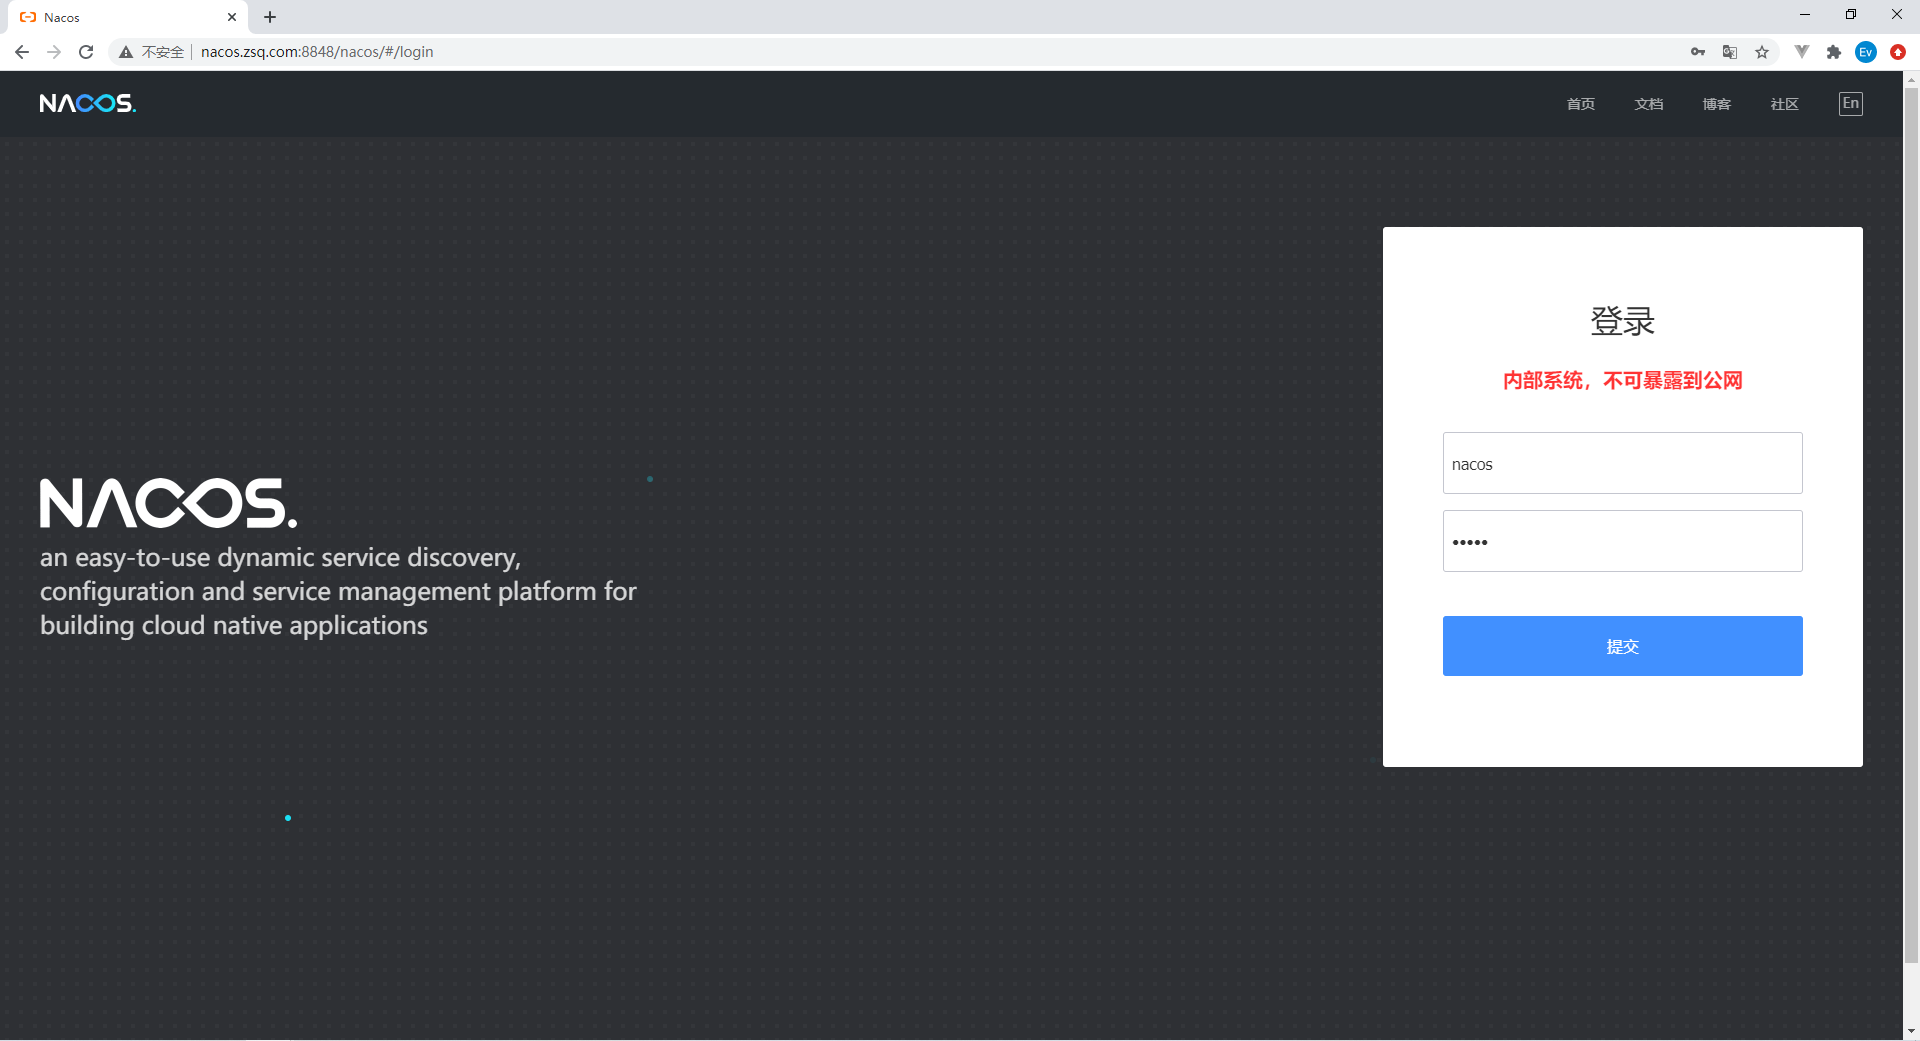 Nacos
不安全
nacos.zsq.com:8848/nacos/#/login
Ev
NACOS.
首页
文档
博客
社区
En
登录
内部系统，不可暴露到公网
nacos
•••••
提交
NACOS.
an easy-to-use dynamic service discovery,
configuration and service management platform for
building cloud native applications